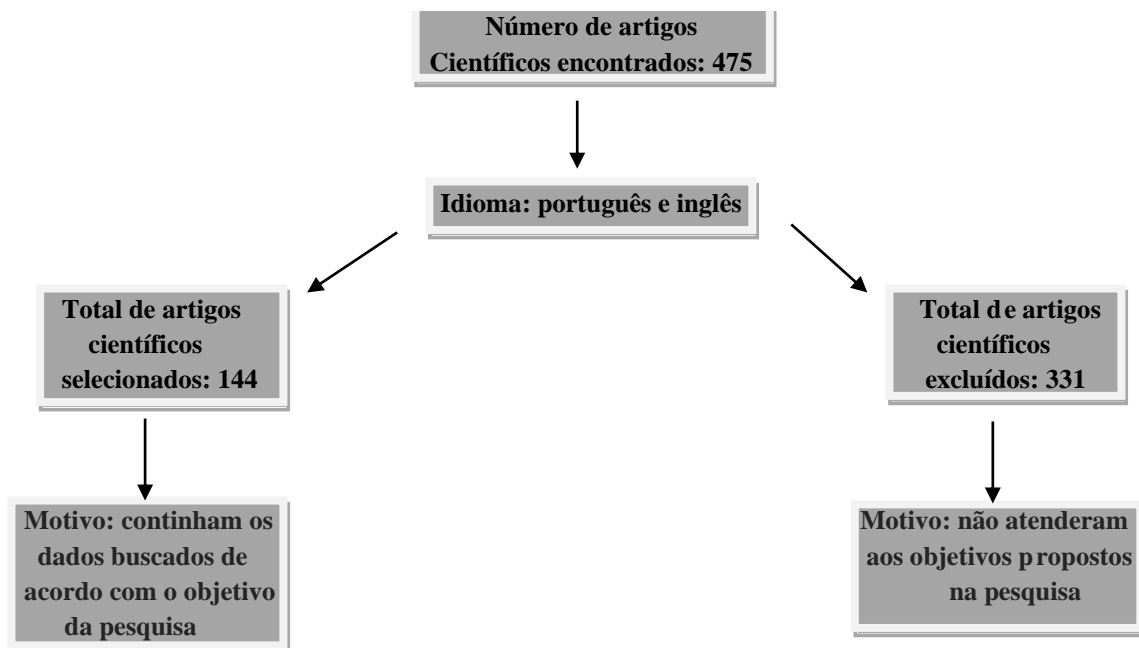 Número de artigos
Científicos encontrados: 475
Idioma: português e inglês
Total de artigos
científicos
selecionados: 144
Total de artigos
científicos
excluídos: 331
Motivo: continham os
dados buscados de
acordo com o objetivo
da pesquisa
Motivo: não atenderam
aos objetivos propostos
na pesquisa